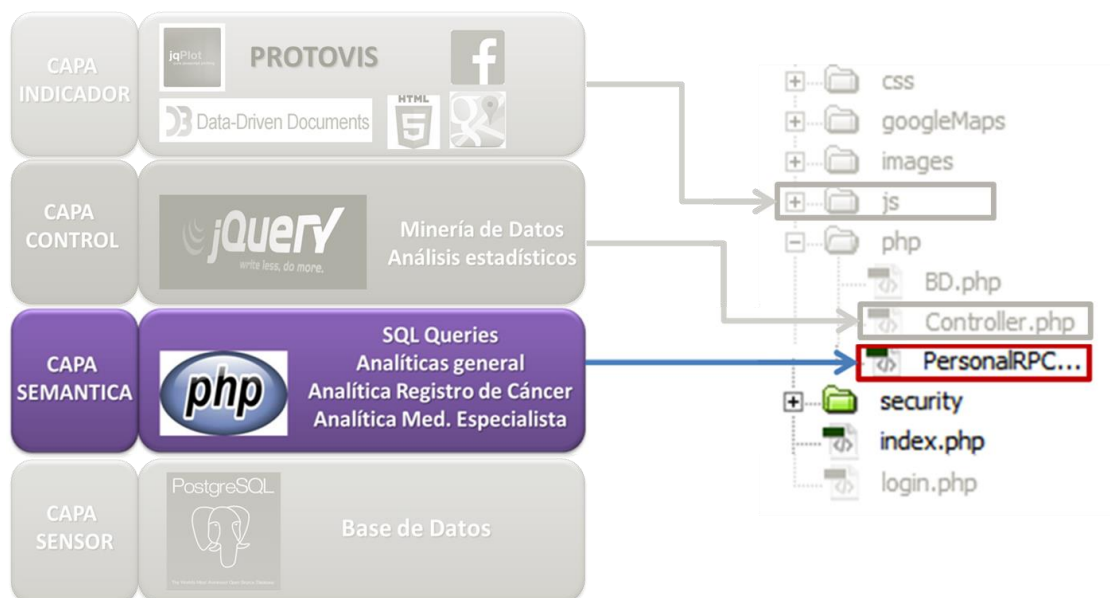 CAPA
INDICADOR
jqPlot
PROTOVIS
f
D3 Data-Driven Documents
HTML
5
CAPA
CONTROL
jQuery
write less, do more.
Minería de Datos
Análisis estadísticos
CAPA
SEMANTICA
php
SQL Queries
Analíticas general
Analítica Registro de Cáncer
Analítica Med. Especialista
CAPA
SENSOR
PostgreSQL
Base de Datos
css
googleMaps
images
js
php
BD.php
Controller.php
PersonalRPC...
security
index.php
login.php